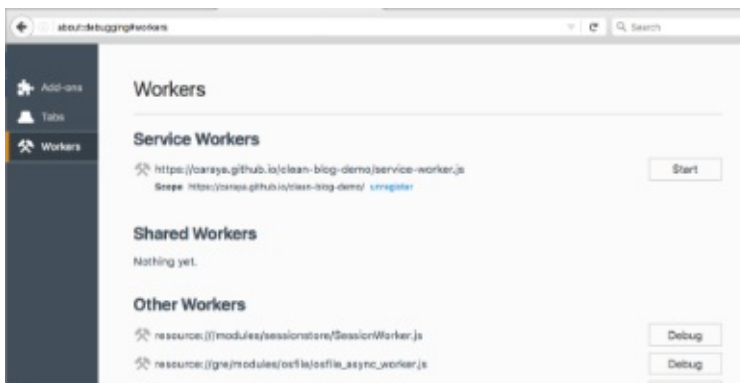 about:debugging#workers
Search
Add-ons
Tabs
Workers
Workers
Service Workers
https://caraya.github.io/clean-blog-demo/service-worker.js
Start
Scope https://caraya.github.io/clean-blog-demo/ unregister
Shared Workers
Nothing yet.
Other Workers
resource:///modules/sessionstore/SessionWorker.js
Debug
resource://gre/modules/osfile/osfile_async_worker.js
Debug